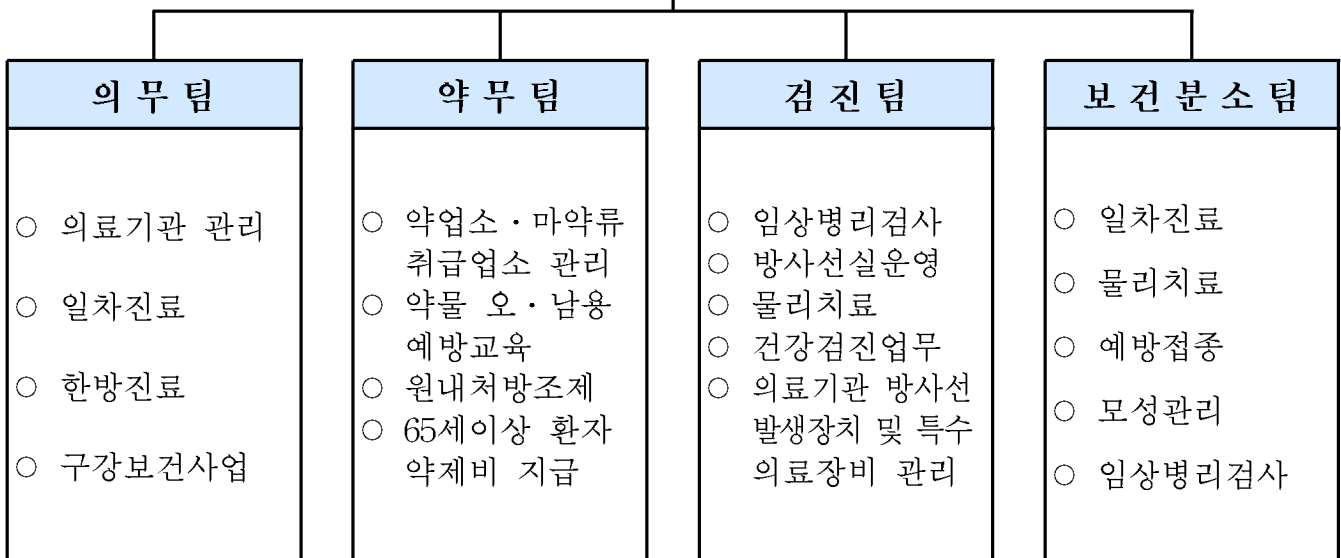 의 무 팀
○ 의료기관 관리
○ 일차진료
○ 한방진료
○ 구강보건사업
약 무 팀
○ 약업소·마약류
취급업소 관리
○ 약물 오·남용
예방교육
○ 원내처방조제
○ 65세이상 환자
약제비 지급
검 진 팀
○ 임상병리검사
○ 방사선실운영
○ 물리치료
○ 건강검진업무
○ 의료기관 방사선
발생장치 및 특수
의료장비 관리
보 건 분 소 팀
○ 일차진료
○ 물리치료
○ 예방접종
○ 모성관리
○ 임상병리검사